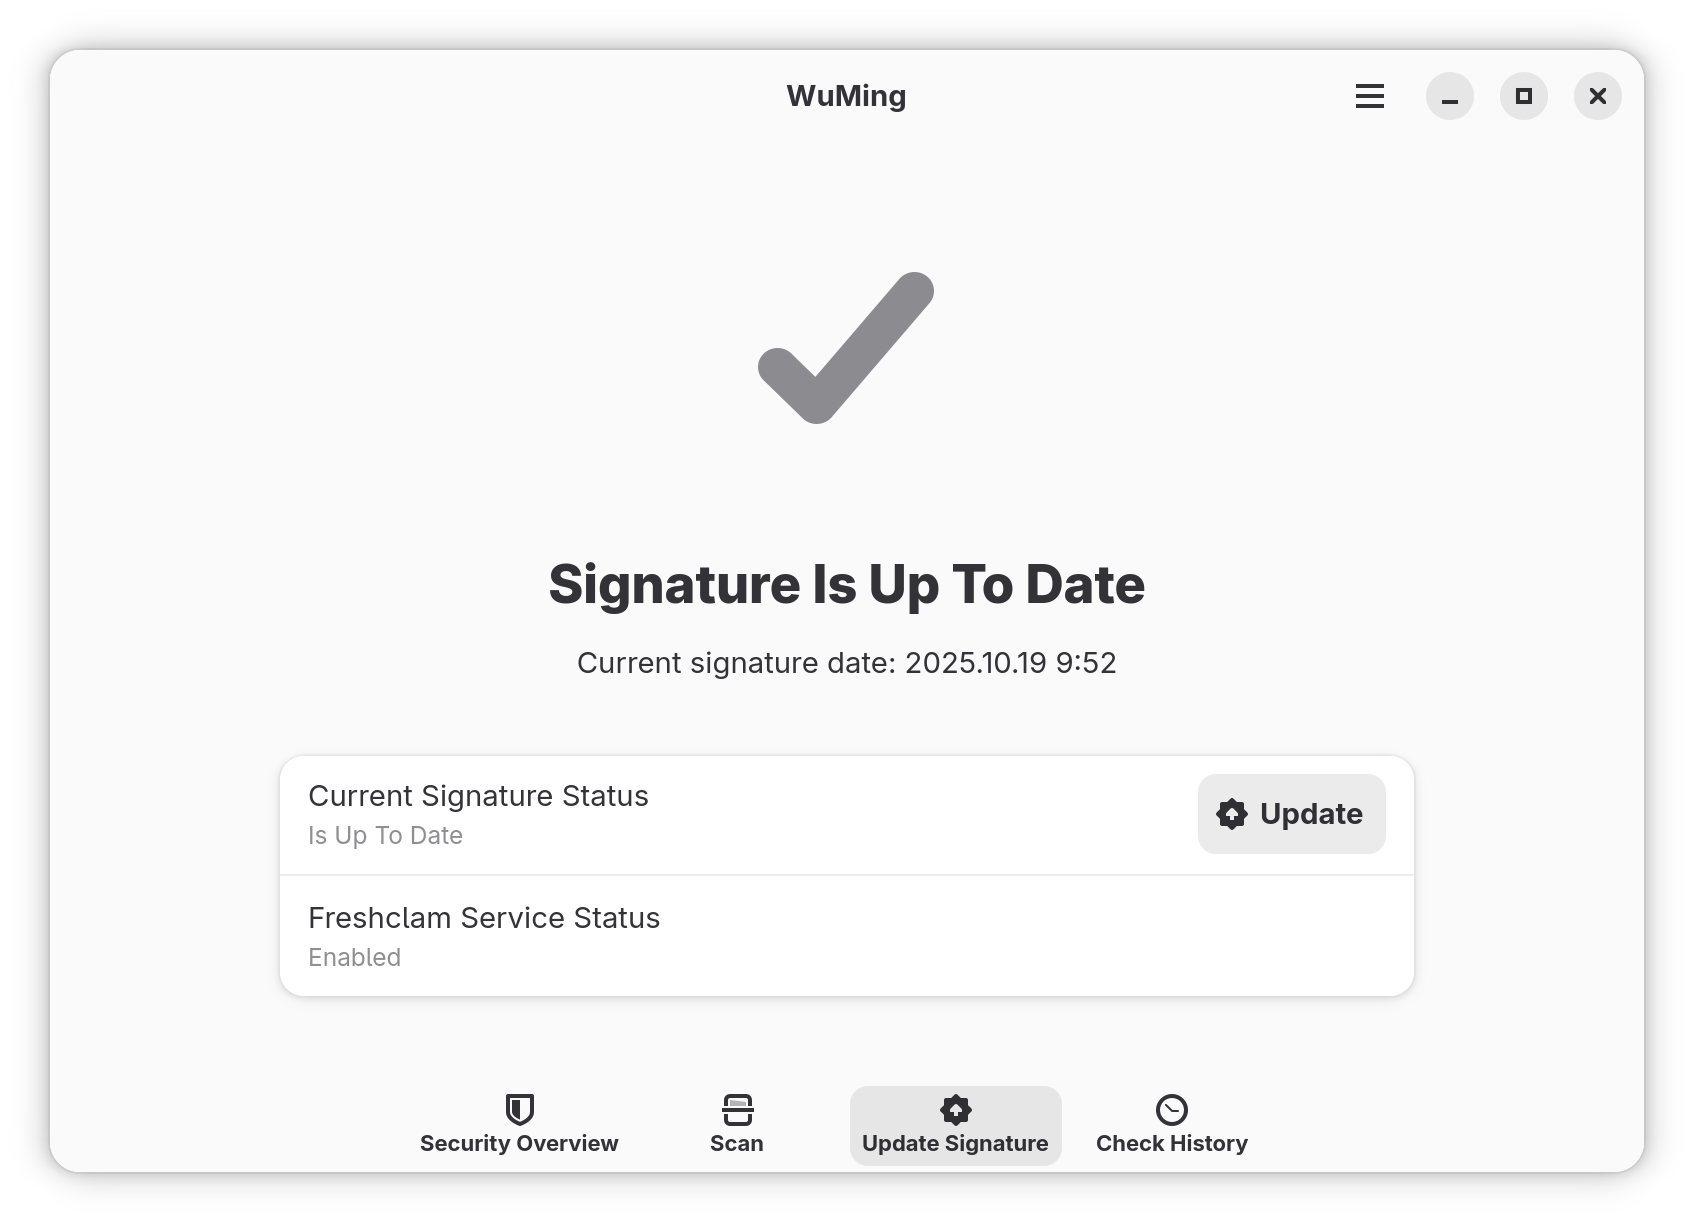 WuMing
Signature Is Up To Date
Current signature date: 2025.10.19 9:52
Current Signature Status
Is Up To Date
Update
Freshclam Service Status
Enabled
Security Overview
Scan
Update Signature
Check History